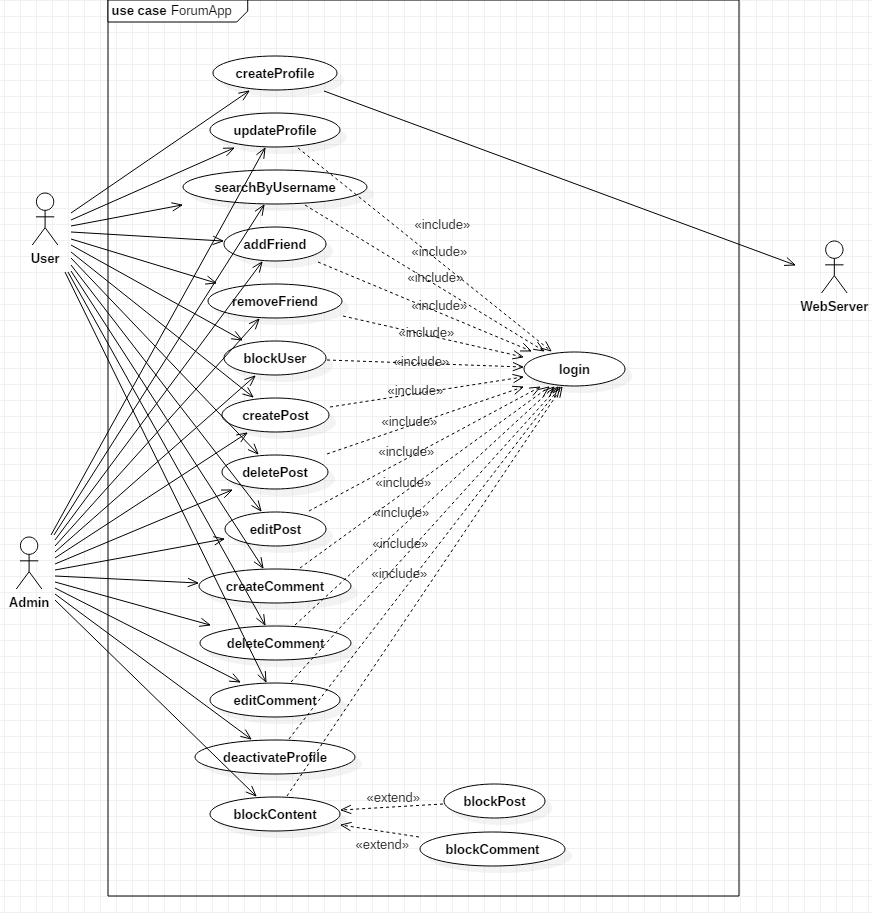 use case ForumApp
createProfile
updateProfile
searchByUsername
«include»
addFriend
«include»
User
WebServer
«include»
removeFriend
«include»
«include»
blockUser
«include»
login
«include»
createPost
«include»
«include»
deletePost
«include»
«include»
editPost
«include»
«include»
createComment
Admin
deleteComment
editComment
deactivateProfile
«extend»
blockPost
blockContent
«extend»
blockComment